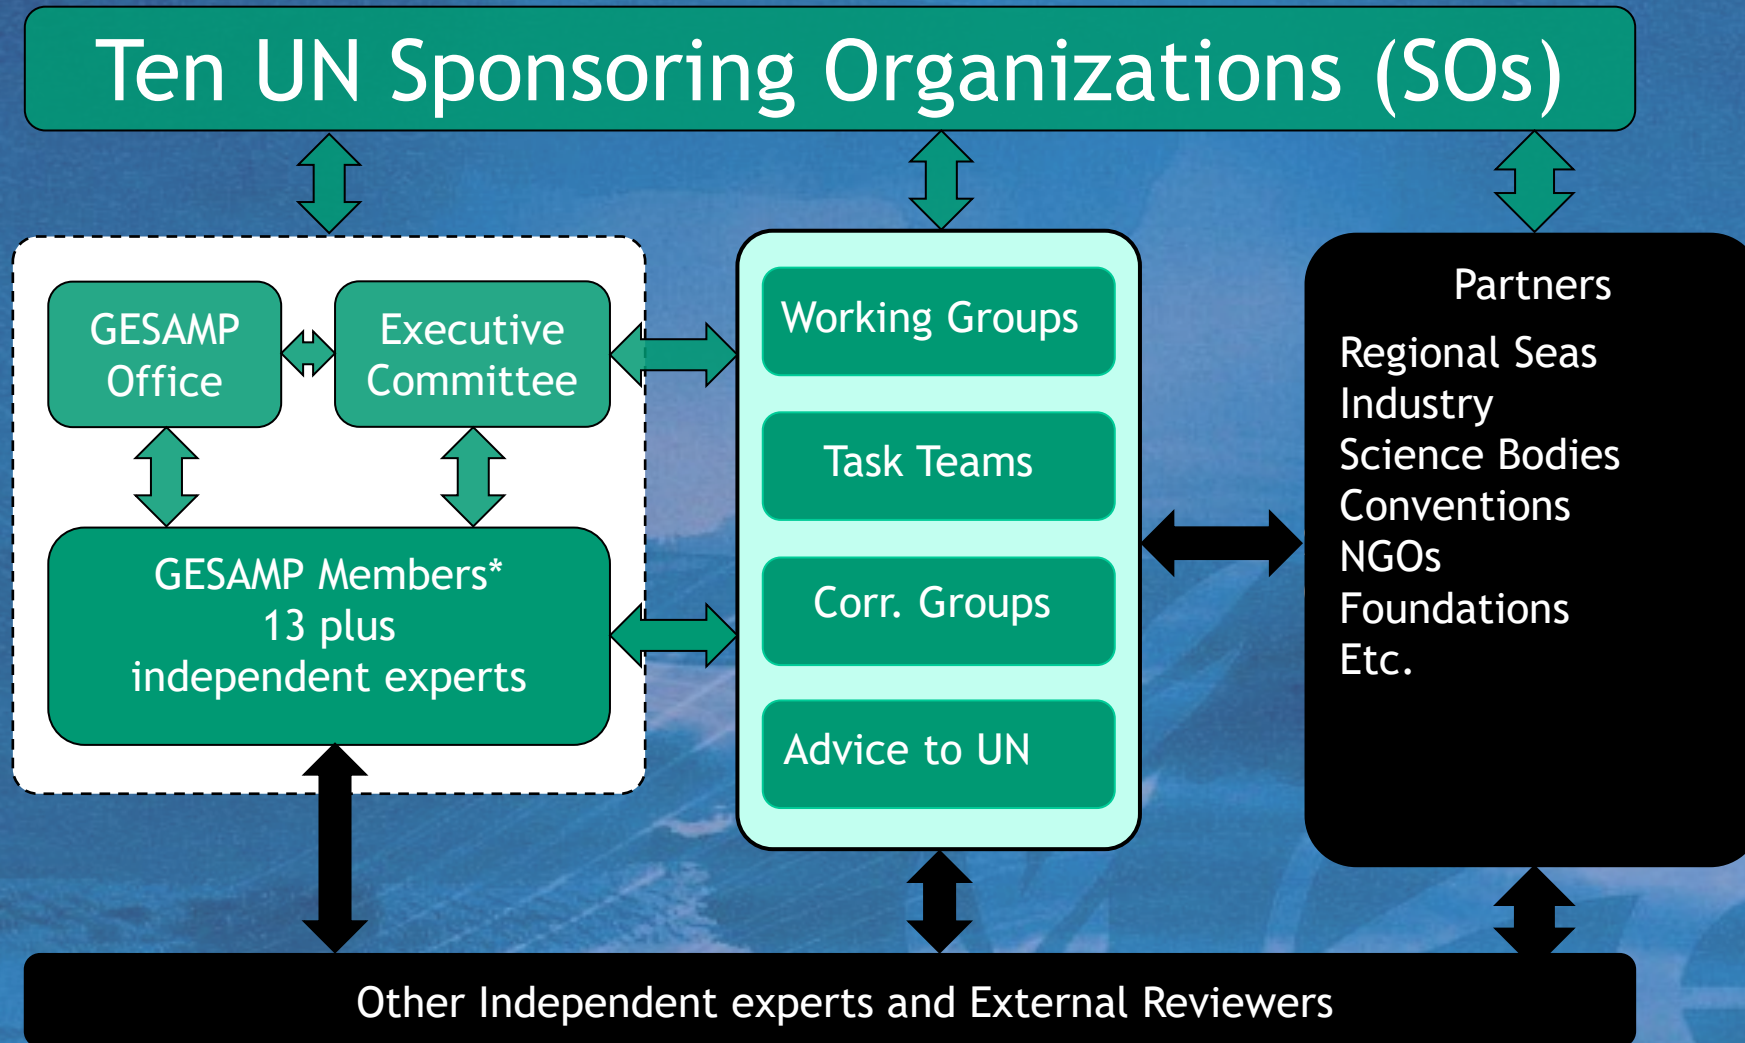 Ten UN Sponsoring Organizations (SOs)
GESAMP
Office
Executive
Committee
GESAMP Members*
13 plus
independent experts
Working Groups
Task Teams
Corr. Groups
Advice to UN
Partners
Regional Seas
Industry
Science Bodies
Conventions
NGOs
Foundations
Etc.
Other Independent experts and External Reviewers